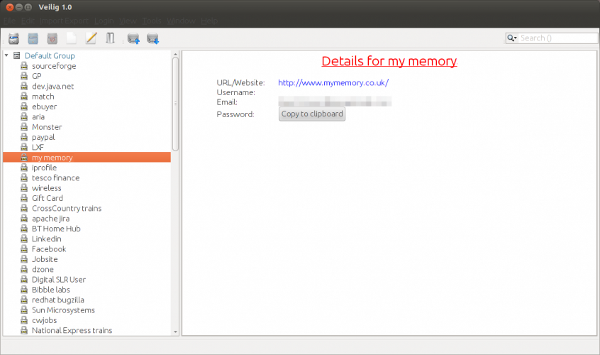 Veilig 1.0
Search ()
Default Group
sourceforge
GP
dev.java.net
match
ebuyer
aria
Monster
paypal
LXF
my memory
iprofile
tesco finance
wireless
Gift Card
CrossCountry trains
apache jira
BT Home Hub
Linkedin
Facebook
Jobsite
dzone
Digital SLR User
Bibble labs
redhat bugzilla
Sun Microsystems
cwjobs
National Express trains
Details for my memory
URL/Website: http://www.mymemory.co.uk/
Username:
Email:
Password: Copy to clipboard